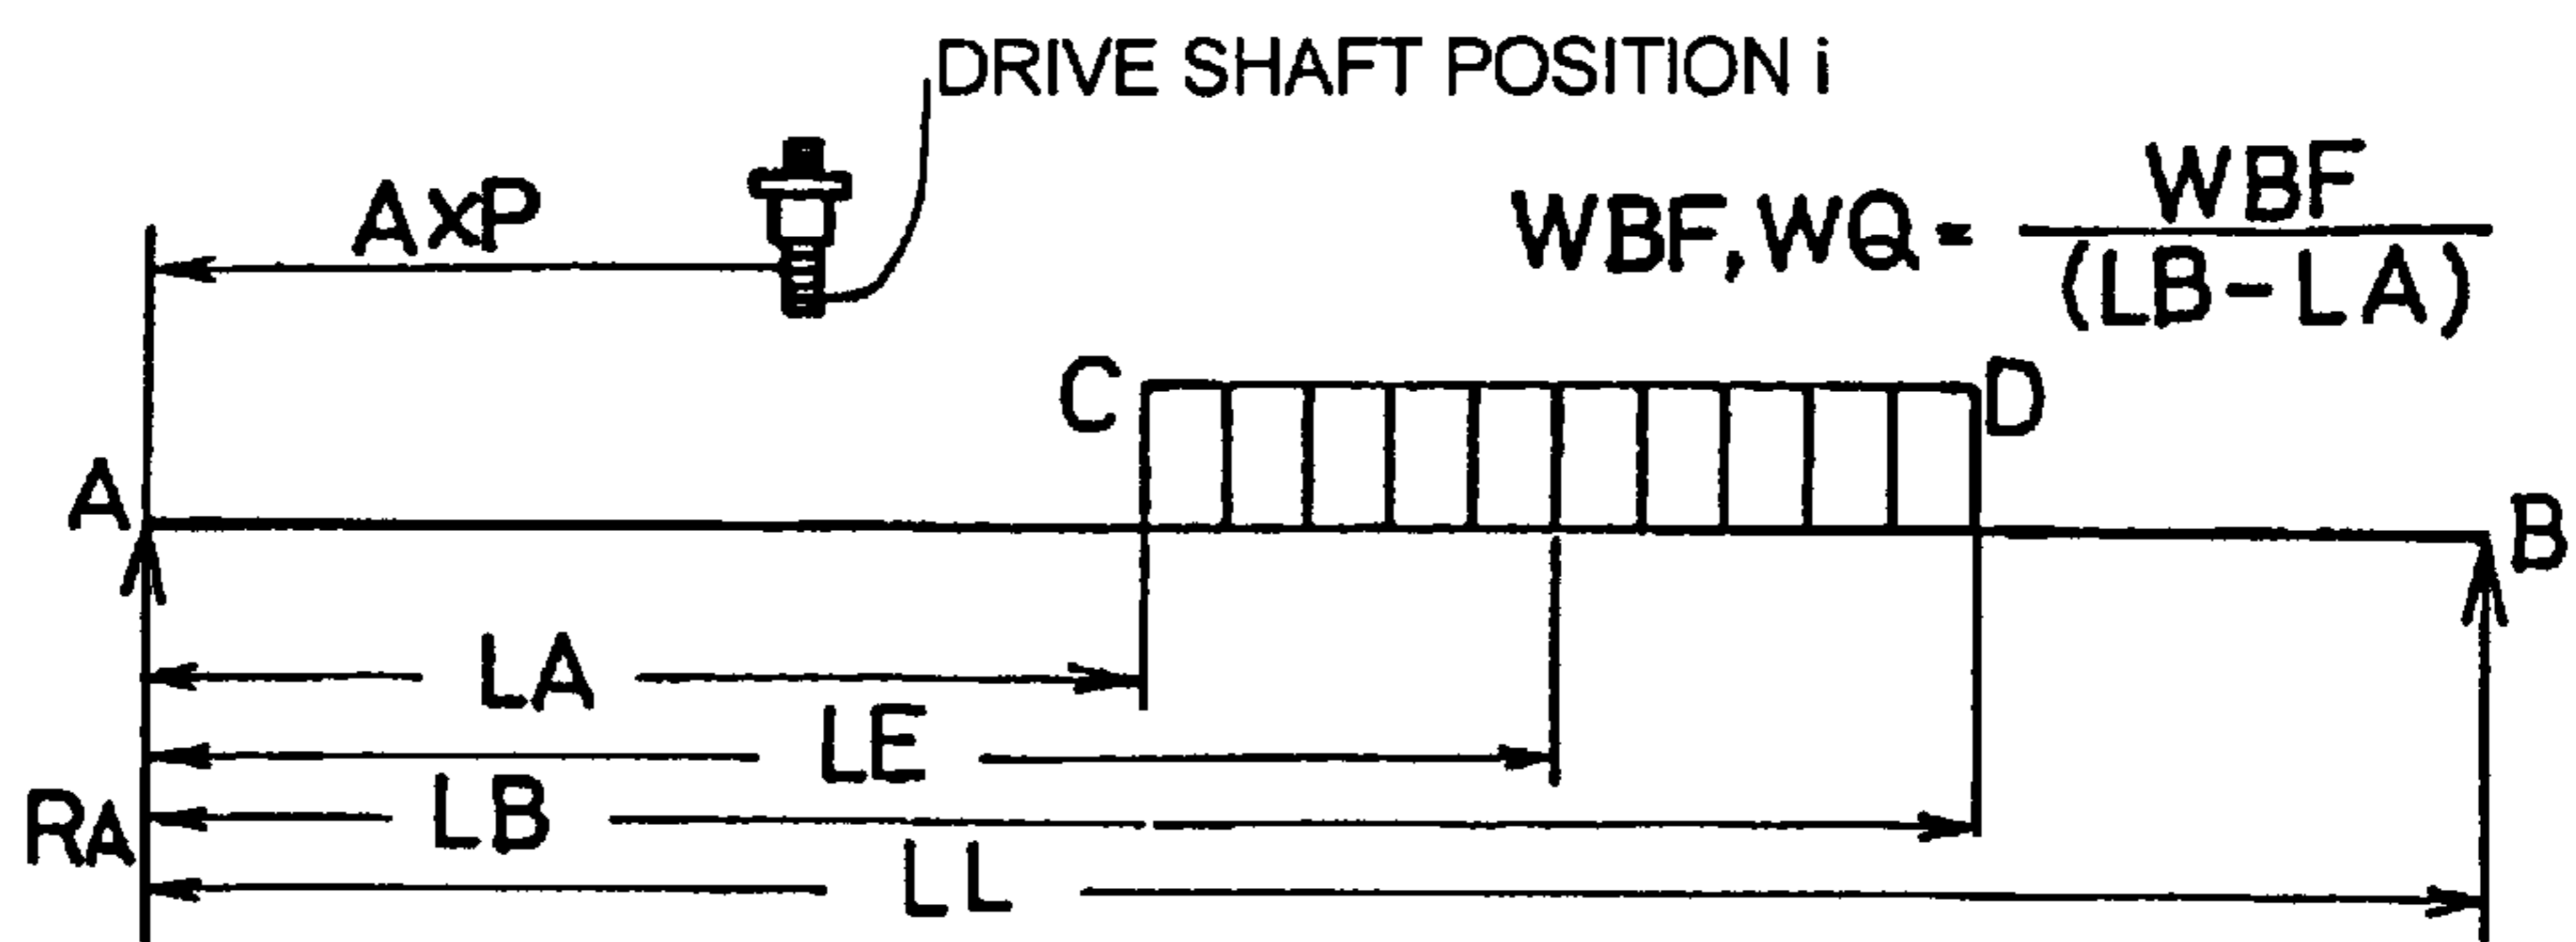 DRIVE SHAFT POSITION i
AXP
WBF, WQ = WBF
(LB-LA)
C
D
A
B
LA
LE
LB
RA
LL